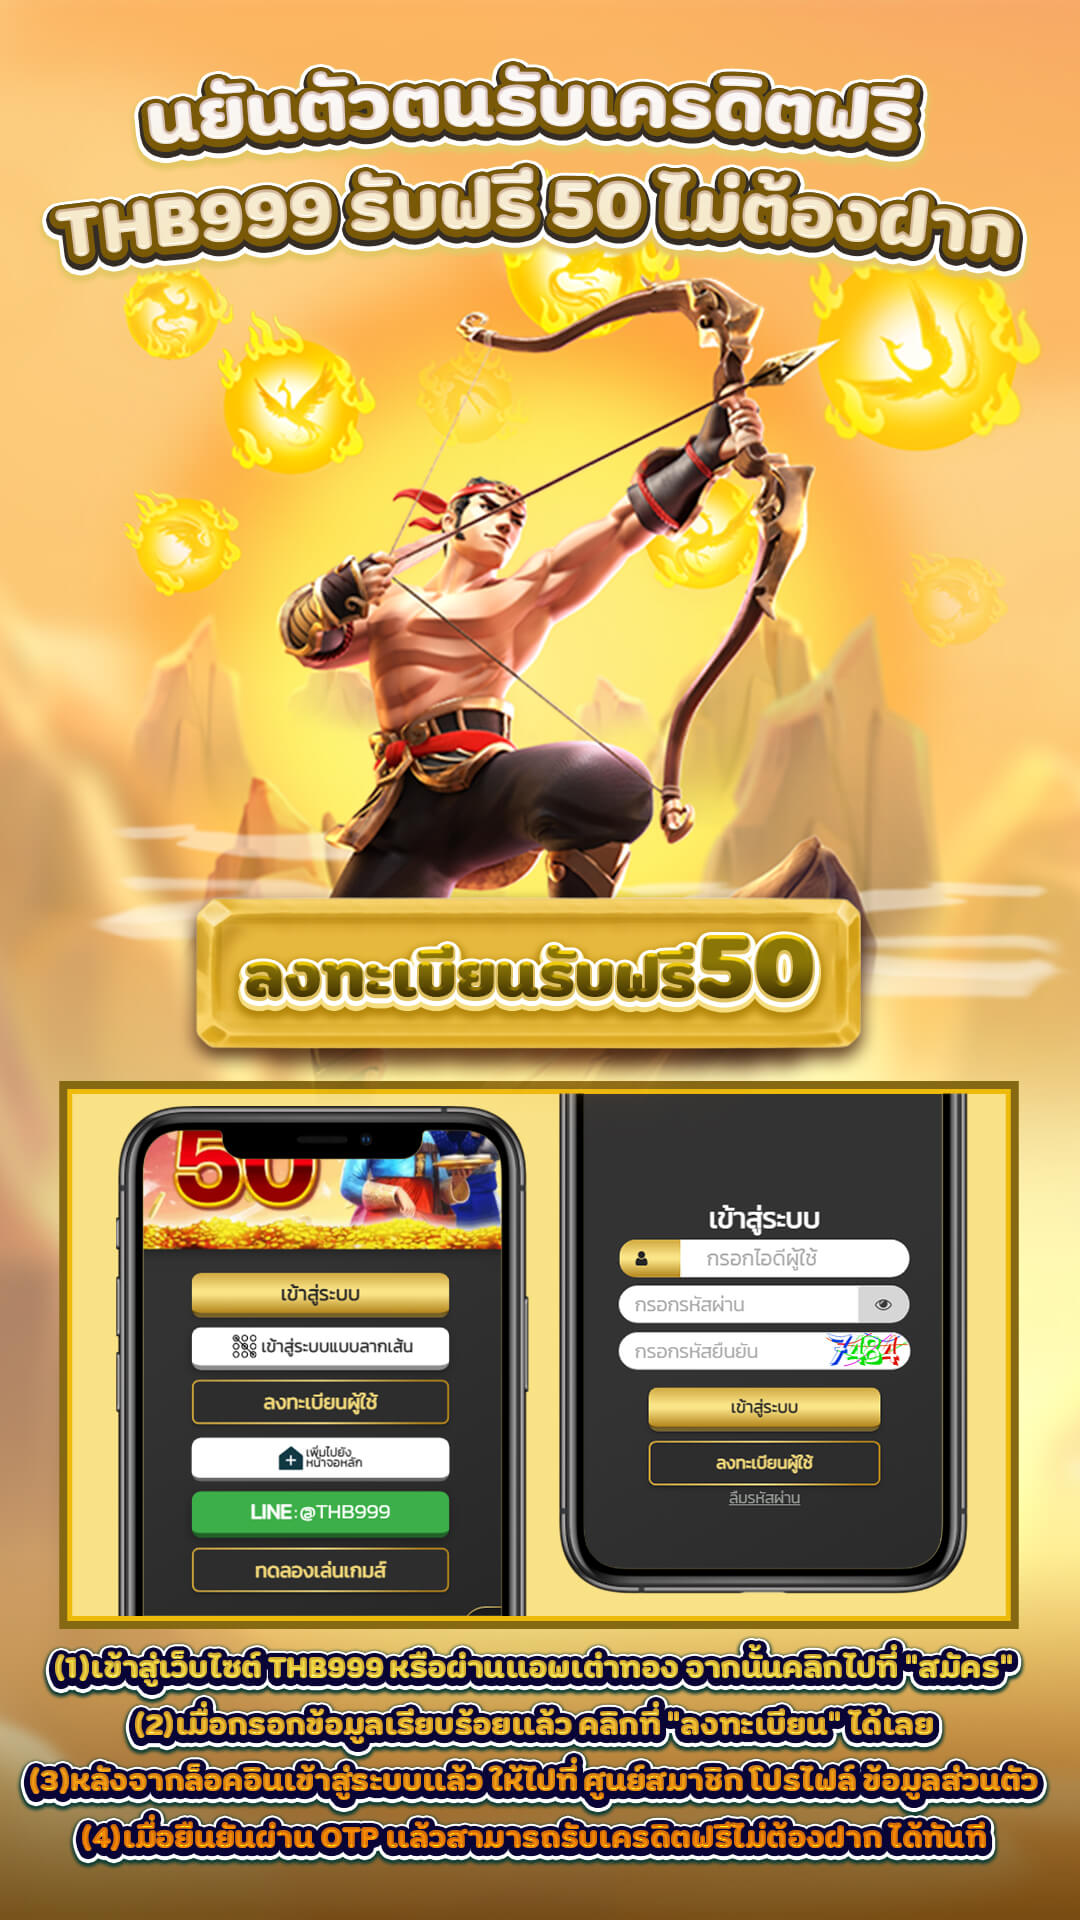 นยันตัวตนรับเครดิตฟรี
THB999 รับฟรี 50 ไม่ต้องฝาก
ลงทะเบียนรับฟรี50
50
เข้าสู่ระบบ
เข้าสู่ระบบแบบลากเส้น
ลงทะเบียนผู้ใช้
เพิ่มไปยัง
หน้าจอหลัก
LINE:@THB999
ทดลองเล่นเกมส์
เข้าสู่ระบบ
กรอกไอดีผู้ใช้
กรอกรหัสผ่าน
กรอกรหัสยืนยัน 7484
เข้าสู่ระบบ
ลงทะเบียนผู้ใช้
ลืมรหัสผ่าน
(1)เข้าสู่เว็บไซต์ THB999 หรือผ่านแอพเต๋าทอง จากนั้นคลิกไปที่ "สมัคร"
(2)เมื่อกรอกข้อมูลเรียบร้อยแล้ว คลิกที่ "ลงทะเบียน" ได้เลย
(3)หลังจากล็อคอินเข้าสู่ระบบแล้ว ให้ไปที่ ศูนย์สมาชิก โปรไฟล์ ข้อมูลส่วนตัว
(4)เมื่อยืนยันผ่าน OTP แล้วสามารถรับเครดิตฟรีไม่ต้องฝาก ได้ทันที